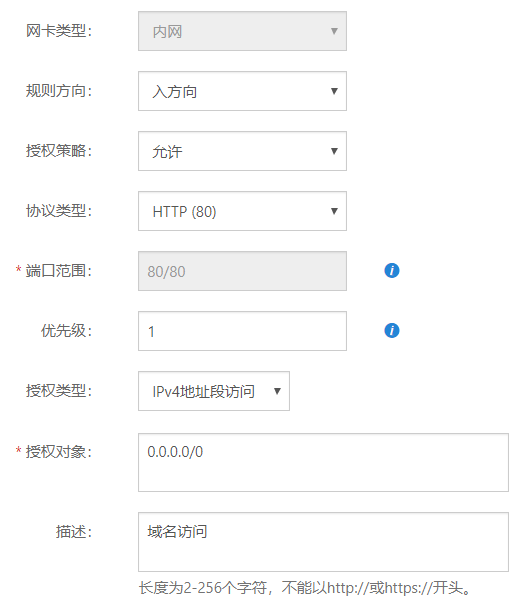 网卡类型： 内网
规则方向： 入方向
授权策略： 允许
协议类型： HTTP (80)
* 端口范围： 80/80
优先级： 1
授权类型： IPv4地址段访问
* 授权对象： 0.0.0.0/0
描述： 域名访问
长度为2-256个字符，不能以http://或https://开头。